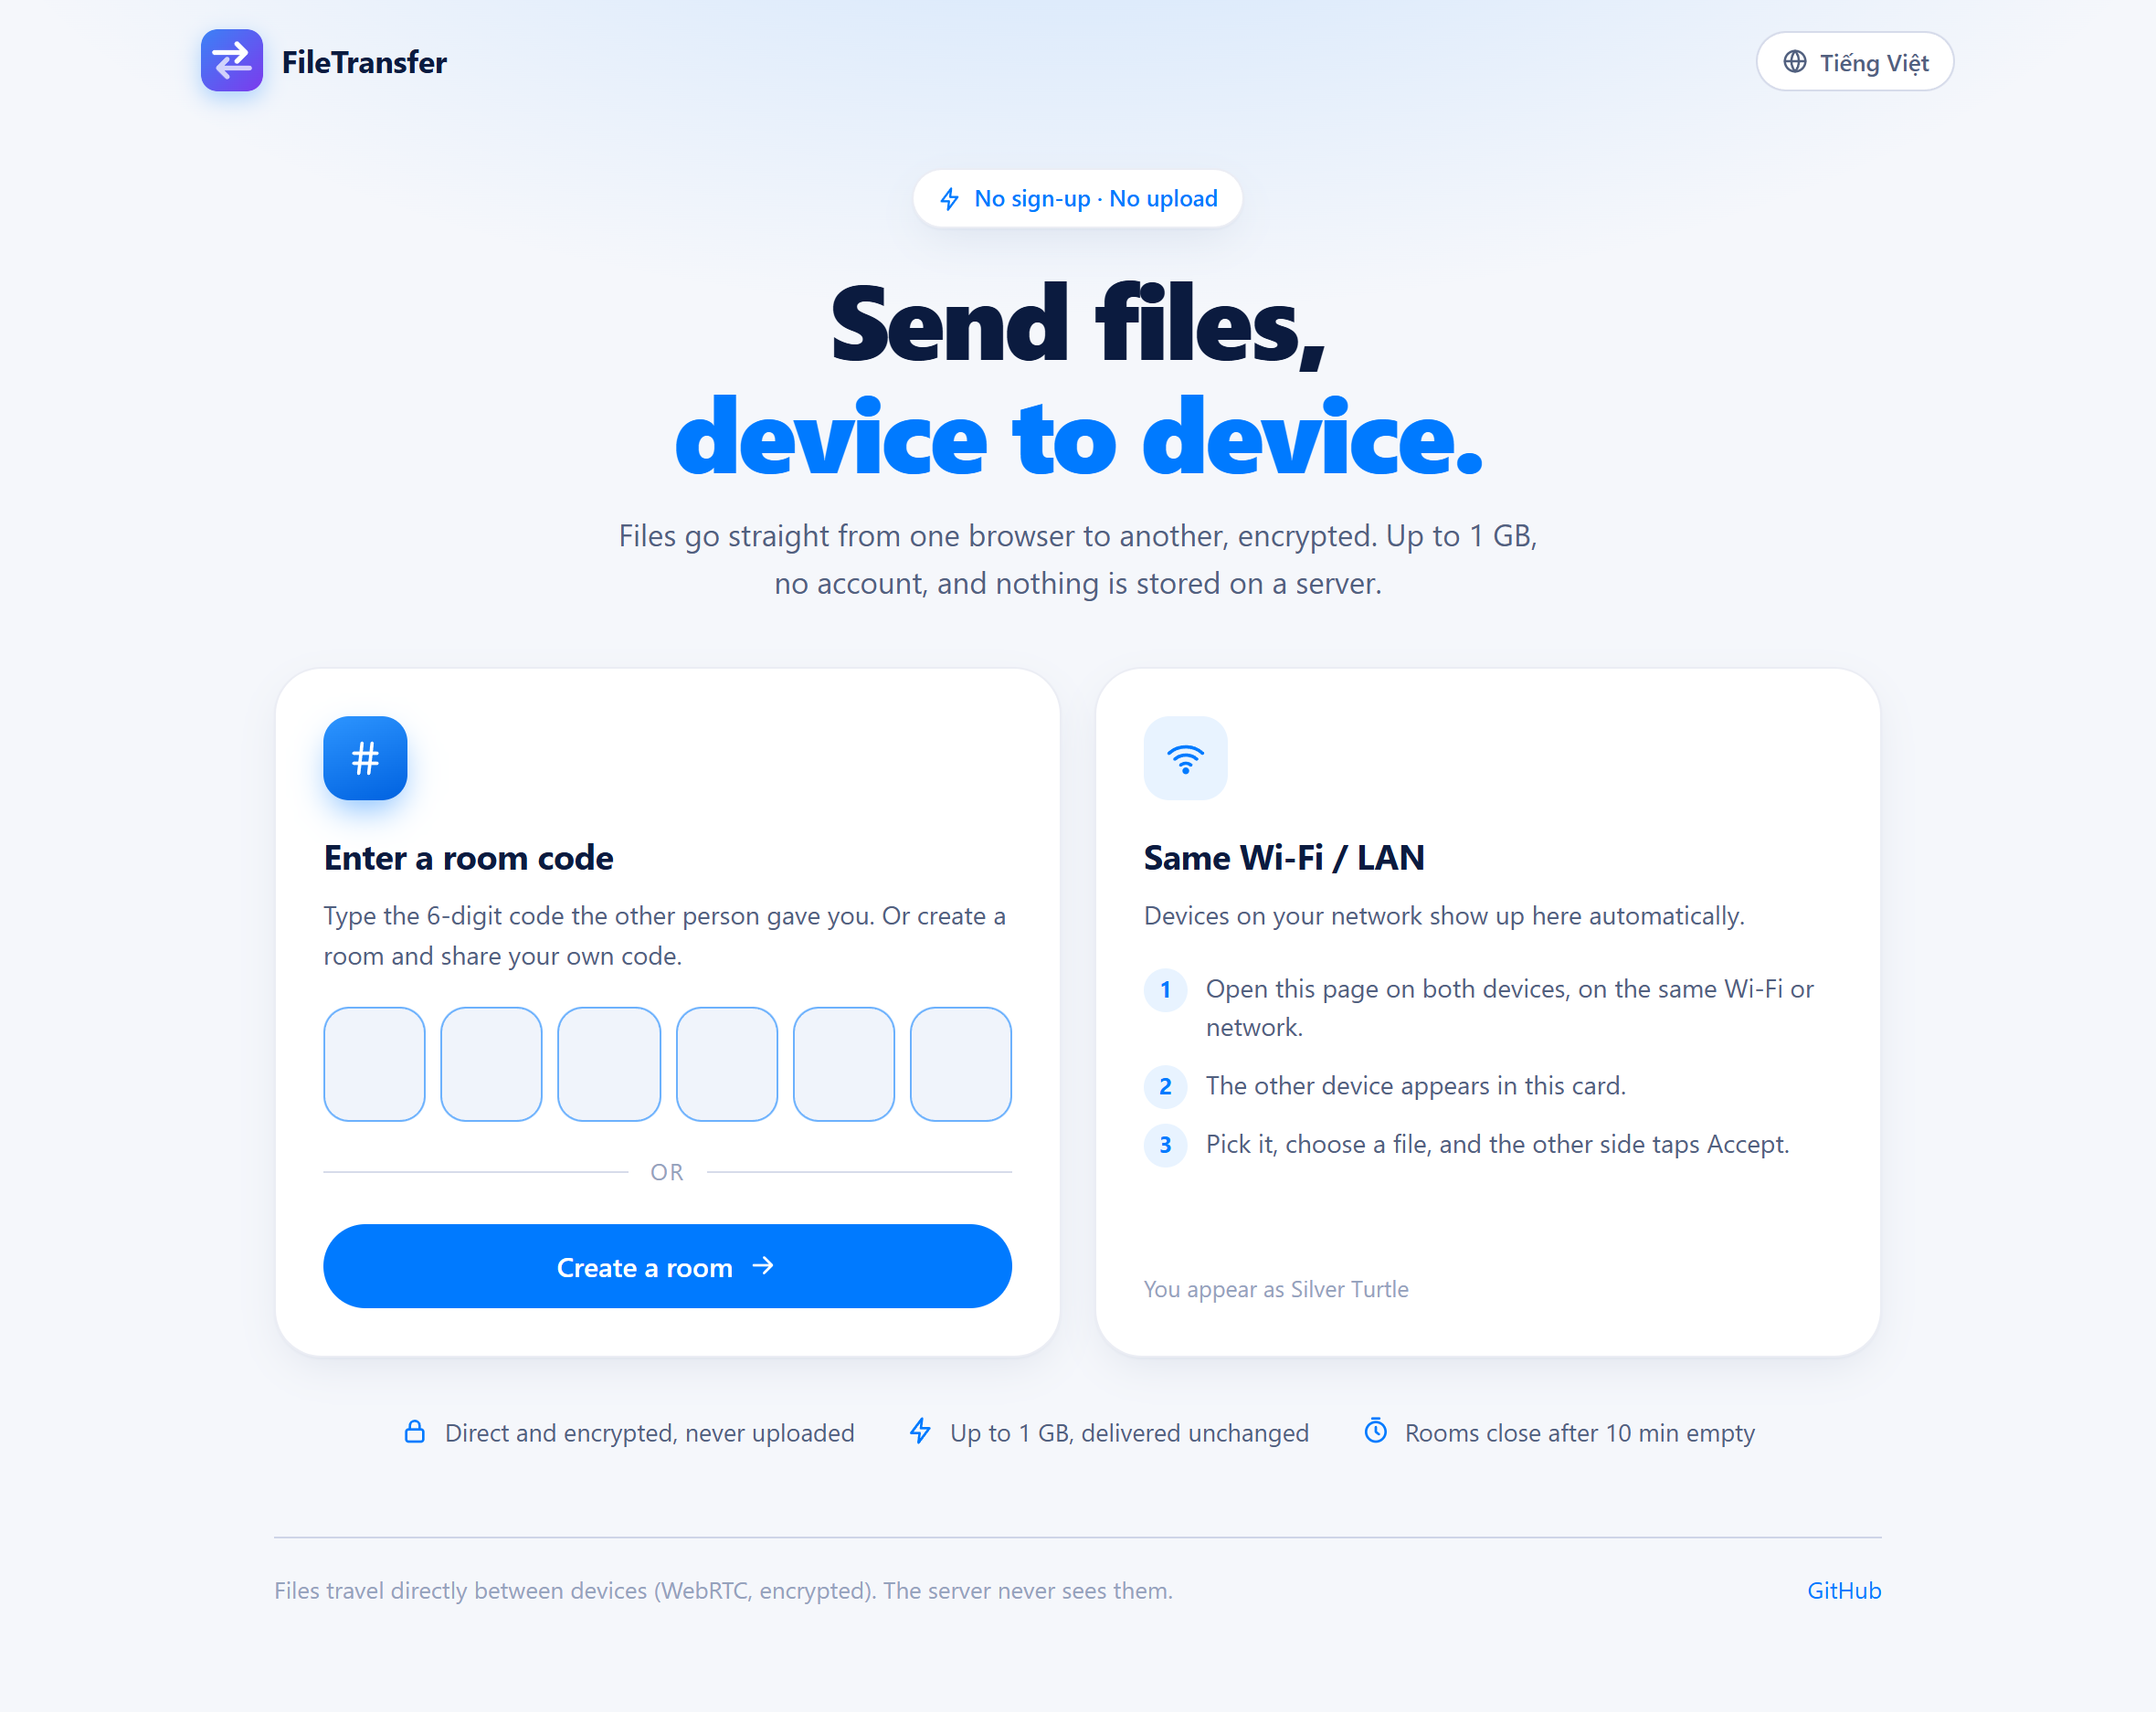 FileTransfer
Tiếng Việt
No sign-up · No upload
Send files,
device to device.
Files go straight from one browser to another, encrypted. Up to 1 GB,
no account, and nothing is stored on a server.
#
Enter a room code
Type the 6-digit code the other person gave you. Or create a
room and share your own code.
OR
Create a room →
Same Wi-Fi / LAN
Devices on your network show up here automatically.
1 Open this page on both devices, on the same Wi-Fi or
network.
2 The other device appears in this card.
3 Pick it, choose a file, and the other side taps Accept.
You appear as Silver Turtle
Direct and encrypted, never uploaded
Up to 1 GB, delivered unchanged
Rooms close after 10 min empty
Files travel directly between devices (WebRTC, encrypted). The server never sees them.
GitHub